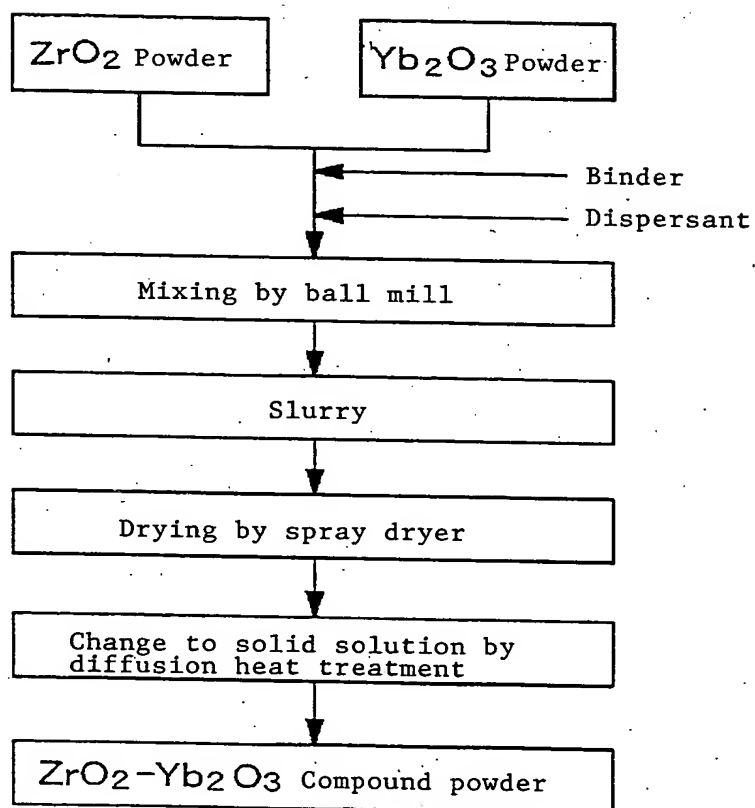 ZrO2 Powder
Yb2O3 Powder
Binder
Dispersant
Mixing by ball mill
Slurry
Drying by spray dryer
Change to solid solution by
diffusion heat treatment
ZrO2-Yb2O3 Compound powder